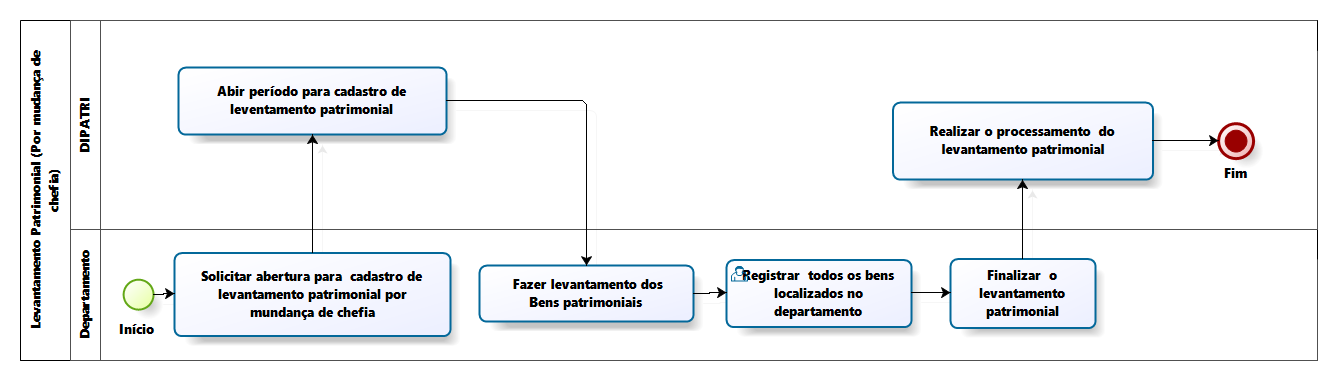 Levantamento Patrimonial (Por mudança de
chefia)
DIPATRI
Abir período para cadastro de
leventamento patrimonial
Realizar o processamento do
levantamento patrimonial
Fim
Departamento
Início
Solicitar abertura para cadastro de
levantamento patrimonial por
mundança de chefia
Fazer levantamento dos
Bens patrimoniais
Registrar todos os bens
localizados no
departamento
Finalizar o
levantamento
patrimonial